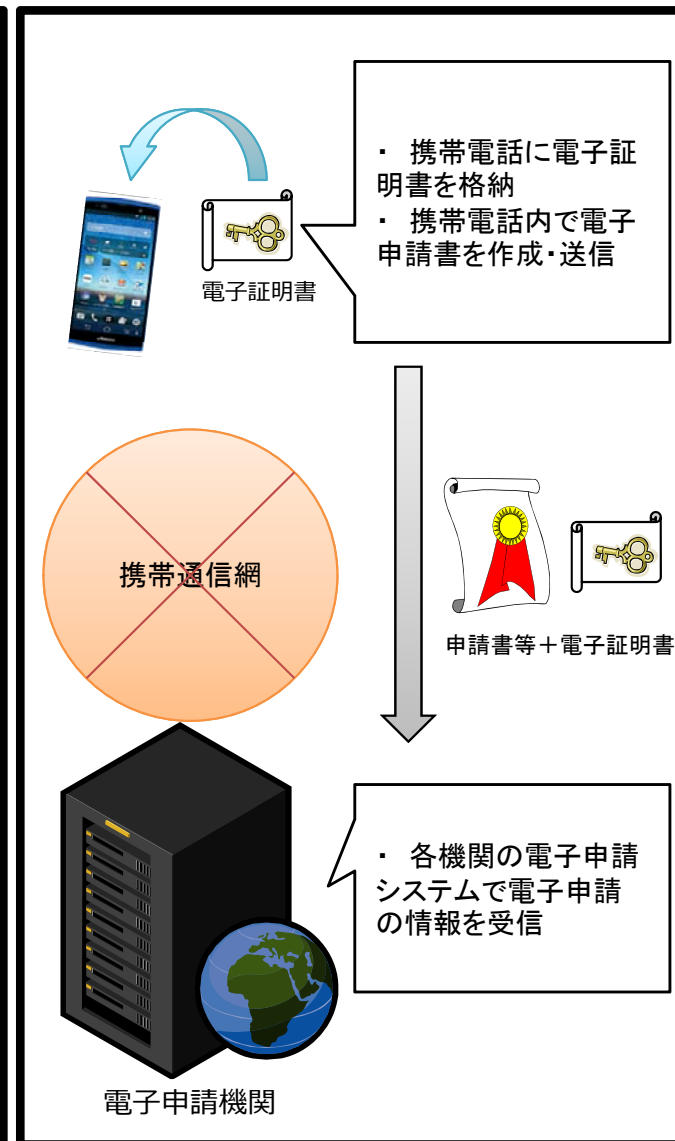 ・ 携帯電話に電子証
明書を格納
・ 携帯電話内で電子
申請書を作成・送信
電子証明書
携帯通信網
申請書等＋電子証明書
・ 各機関の電子申請
システムで電子申請
の情報を受信
電子申請機関